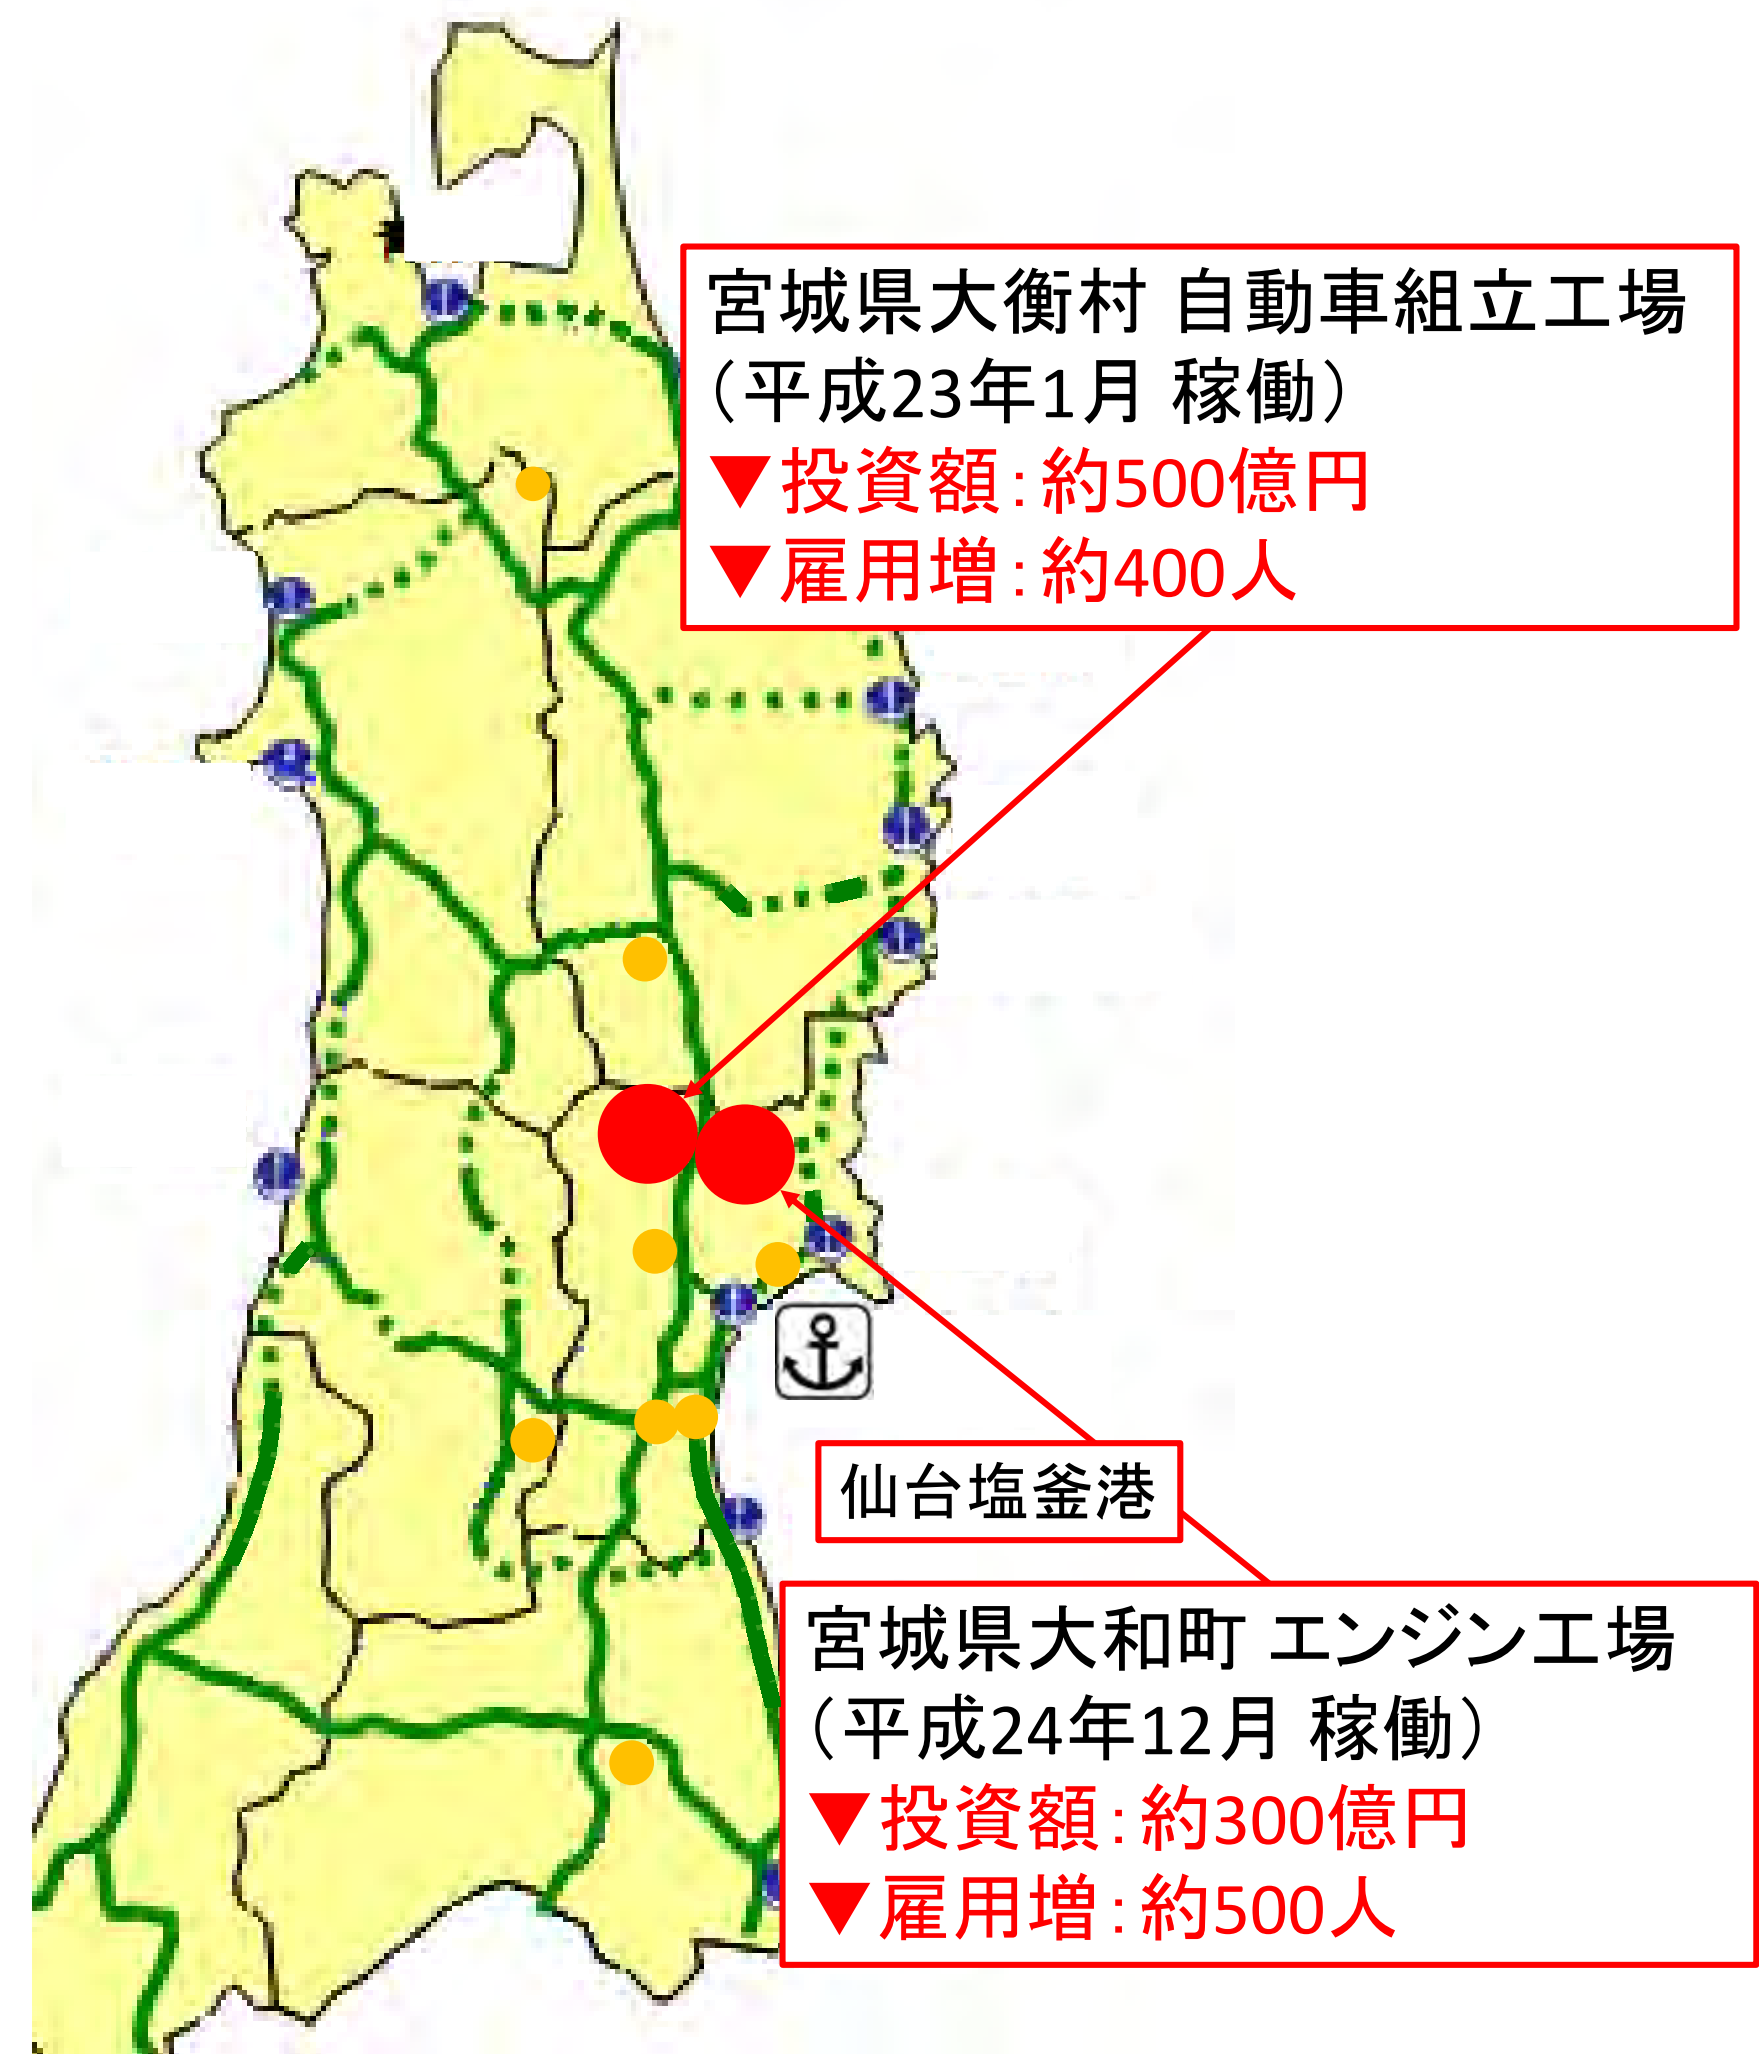 宮城県大衡村 自動車組立工場
（平成23年1月 稼働）
▼投資額：約500億円
▼雇用増：約400人
仙台塩釜港
宮城県大和町 エンジン工場
（平成24年12月 稼働）
▼投資額：約300億円
▼雇用増：約500人